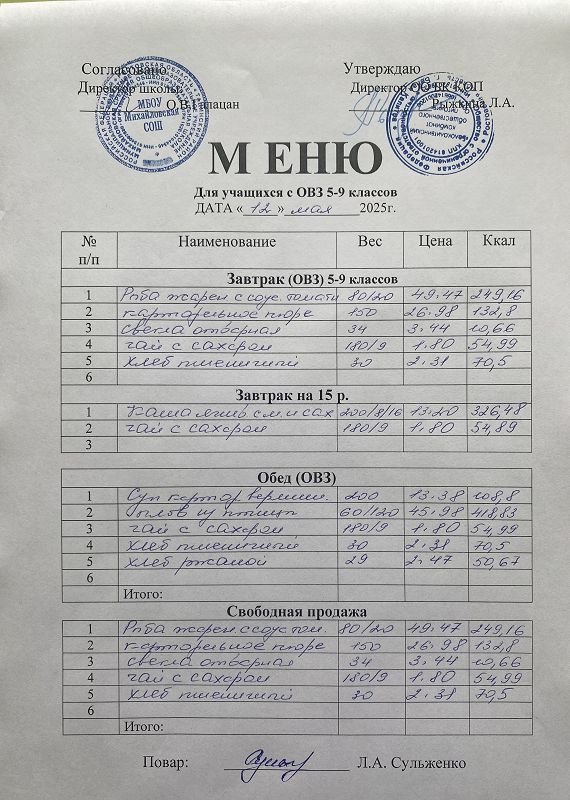 Согласовано Утверждаю
Директор школы: Директор ОО БК КОП
О.В.Галацан Рыжкина Л.А.
МБОУ
Михайловская
СОШ
М ЕНЮ
Для учащихся с ОВЗ 5-9 классов
ДАТА « 12 » мая 2025г.
№ п/п Наименование Вес Цена Ккал
Завтрак (ОВЗ) 5-9 классов
1 Рыба жарен с соус. томатн 80/20 49.47 249,16
2 картофельное пюре 150 26.98 132,8
3 свекла отварная 34 3.44 10,66
4 чай с сахаром 180/9 1.80 54,99
5 хлеб пшеничный 30 2.31 70,5
6
Завтрак на 15 р.
1 Каша ячнев с м. и сах 200/8/16 13.20 326,48
2 чай с сахаром 180/9 1.80 54,89
3
Обед (ОВЗ)
1 Суп картоф. вермиш. 200 13.38 108,8
2 плов из птицы 60/120 45.98 418,83
3 чай с сахаром 180/9 1.80 54,99
4 хлеб пшеничный 30 2.31 70,5
5 хлеб ржаной 29 2.47 50,67
6
Итого:
Свободная продажа
1 Рыба жарен. с соус том. 80/20 49.47 249,16
2 картофельное пюре 150 26.98 132,8
3 свекла отварная 34 3.44 10,66
4 чай с сахаром 180/9 1.80 54,99
5 хлеб пшеничный 30 2.31 70,5
6
Итого:
Повар: Л.А. Сульженко